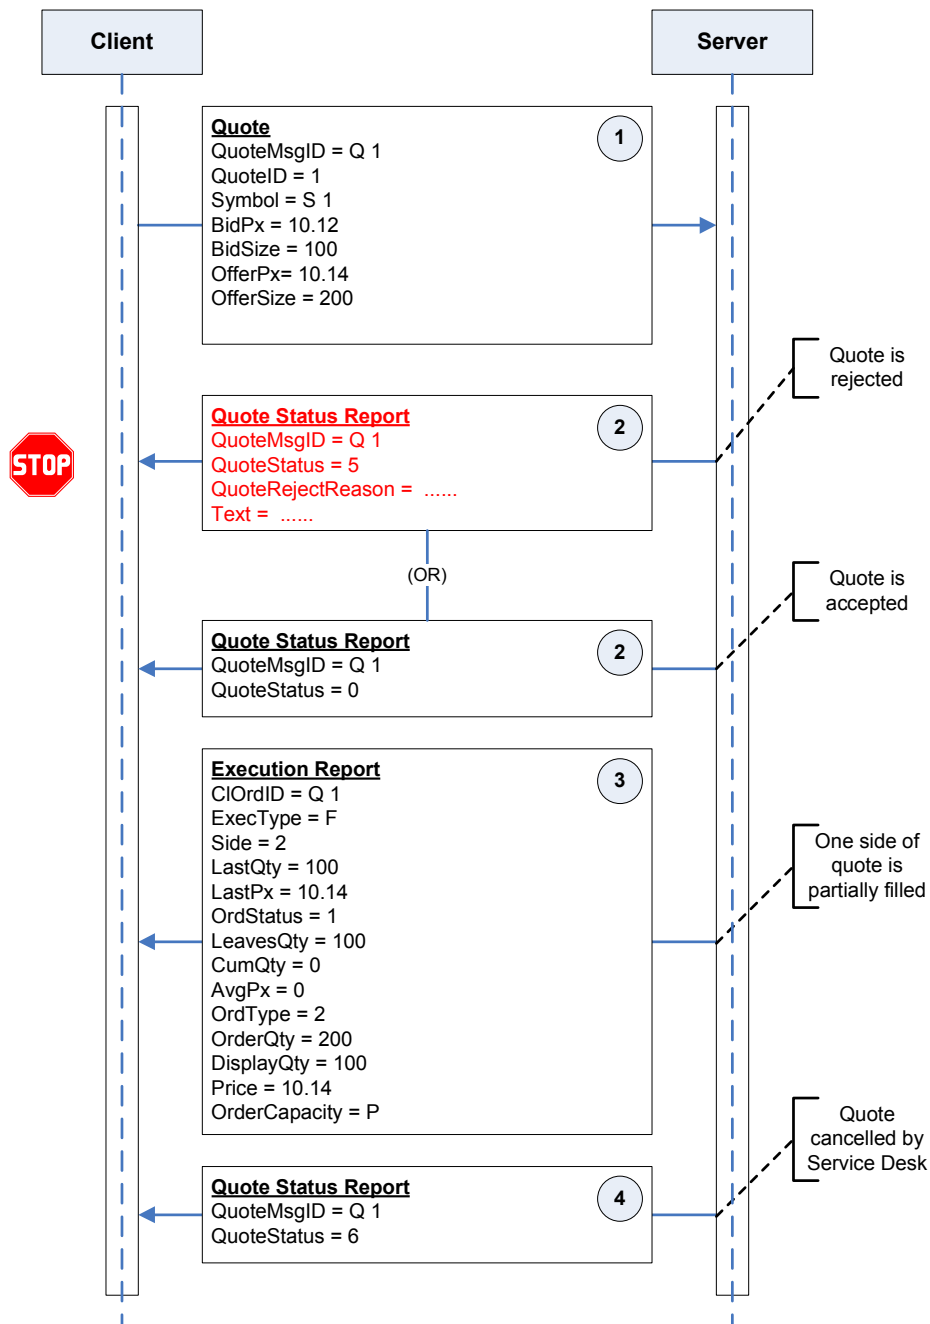 Client
Server
Quote
1
QuoteMsgID = Q 1
QuoteID = 1
Symbol = S 1
BidPx = 10.12
BidSize = 100
OfferPx= 10.14
OfferSize = 200
Quote is
rejected
Quote Status Report
2
QuoteMsgID = Q 1
QuoteStatus = 5
QuoteRejectReason =  ......
Text =  ......
STOP
(OR)
Quote is
accepted
Quote Status Report
2
QuoteMsgID = Q 1
QuoteStatus = 0
Execution Report
3
ClOrdID = Q 1
ExecType = F
Side = 2
LastQty = 100
LastPx = 10.14
OrdStatus = 1
LeavesQty = 100
CumQty = 0
AvgPx = 0
OrdType = 2
OrderQty = 200
DisplayQty = 100
Price = 10.14
OrderCapacity = P
One side of
quote is
partially filled
Quote
cancelled by
Service Desk
Quote Status Report
4
QuoteMsgID = Q 1
QuoteStatus = 6